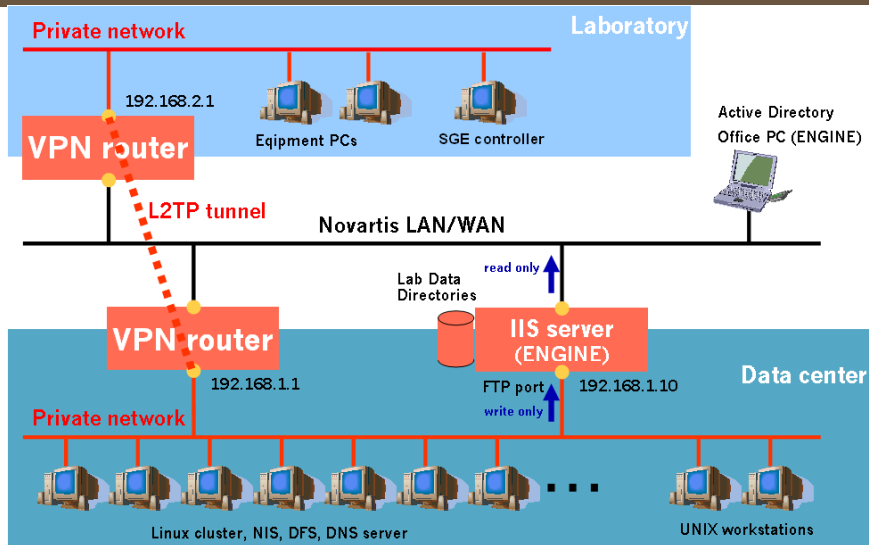 Private network
Laboratory
192.168.2.1
VPN router
Eqipment PCs
SGE controller
Active Directory
Office PC (ENGINE)
L2TP tunnel
Novartis LAN/WAN
read only
Lab Data
Directories
VPN router
IIS server
(ENGINE)
192.168.1.1
FTP port
192.168.1.10
Data center
write only
Private network
Linux cluster, NIS, DFS, DNS server
UNIX workstations